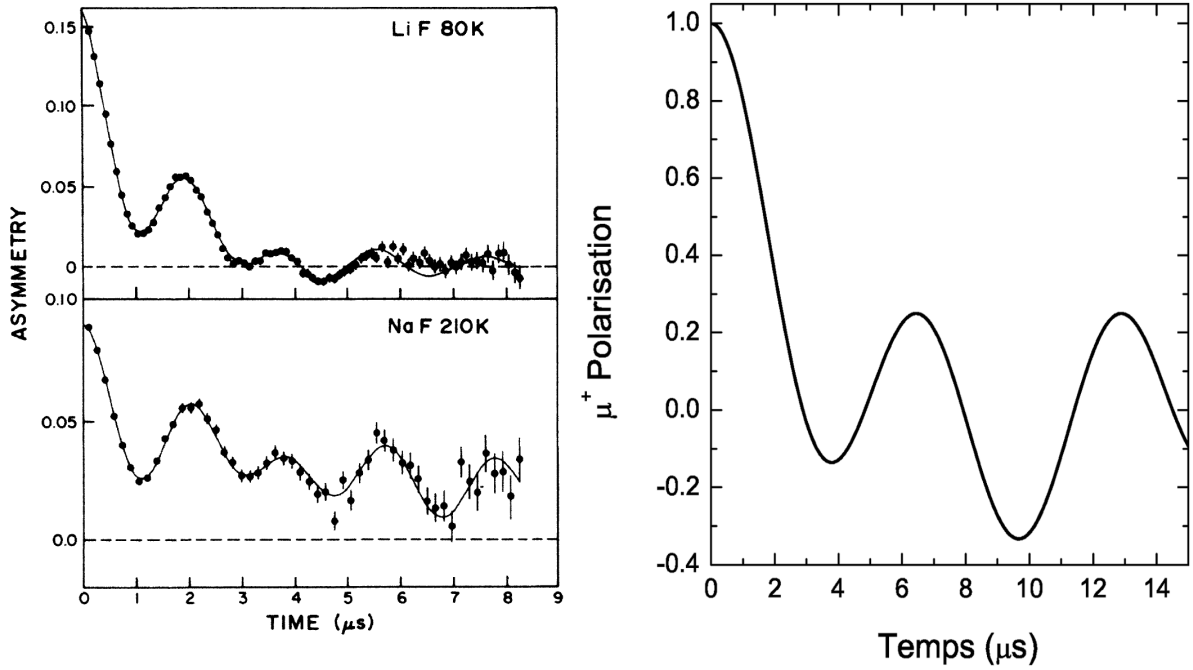 0.15
0.10
0.05
0
LiF 80K
ASYMMETRY
0.10
0.05
0.0
NaF 210K
0 1 2 3 4 5 6 7 8 9
TIME (μs)
1.0
0.8
0.6
0.4
0.2
0.0
-0.2
-0.4
μ⁺ Polarisation
0 2 4 6 8 10 12 14
Temps (μs)